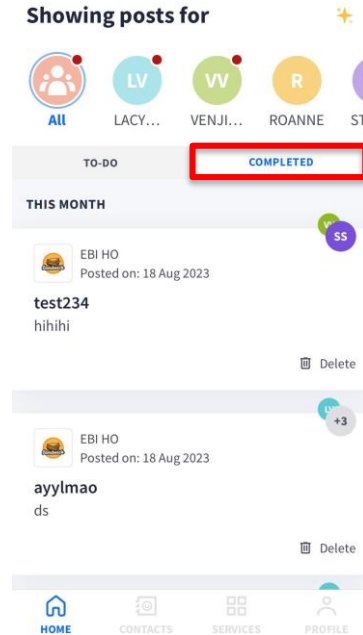 Showing posts for
LV
VV
R
All
LACY...
VENJI...
ROANNE
ST
TO-DO
COMPLETED
THIS MONTH
SS
EBI HO
Posted on: 18 Aug 2023
test234
hihihi
Delete
+3
EBI HO
Posted on: 18 Aug 2023
ayylmao
ds
Delete
HOME
CONTACTS
SERVICES
PROFILE